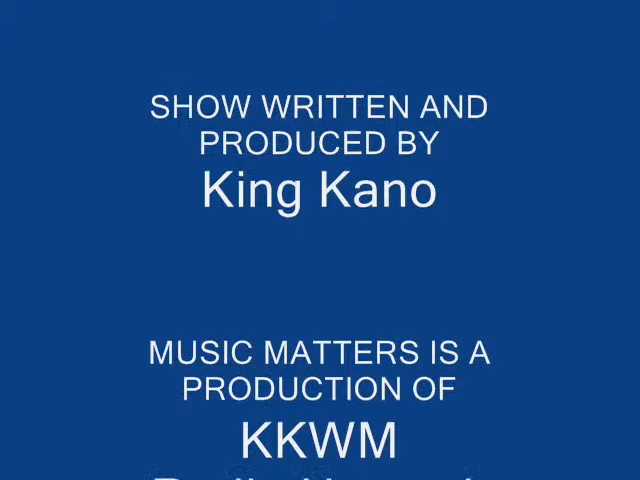 SHOW WRITTEN AND
PRODUCED BY
King Kano
MUSIC MATTERS IS A
PRODUCTION OF
KKWM